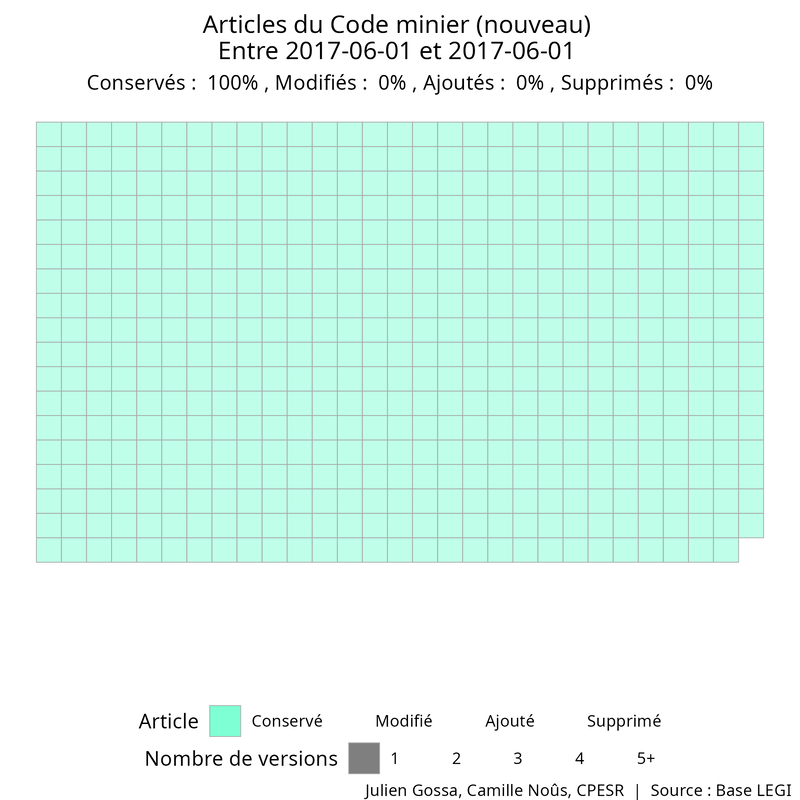 Articles du Code minier (nouveau)
Entre 2017-06-01 et 2017-06-01
Conservés :  100% , Modifiés :  0% , Ajoutés :  0% , Supprimés :  0%
Article Conservé Modifié Ajouté Supprimé
Nombre de versions 1 2 3 4 5+
Julien Gossa, Camille Noûs, CPESR  |  Source : Base LEGI